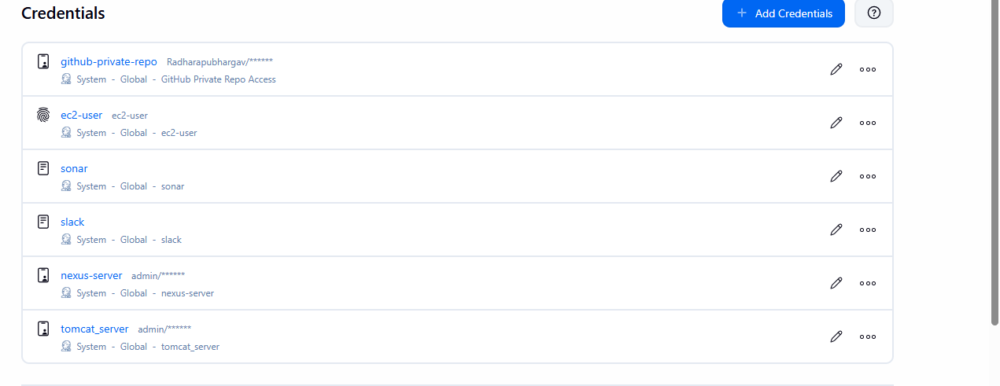 Credentials
+ Add Credentials
?
github-private-repo Radharapubhargav/******
System - Global - GitHub Private Repo Access
ec2-user ec2-user
System - Global - ec2-user
sonar
System - Global - sonar
slack
System - Global - slack
nexus-server admin/******
System - Global - nexus-server
tomcat_server admin/******
System - Global - tomcat_server